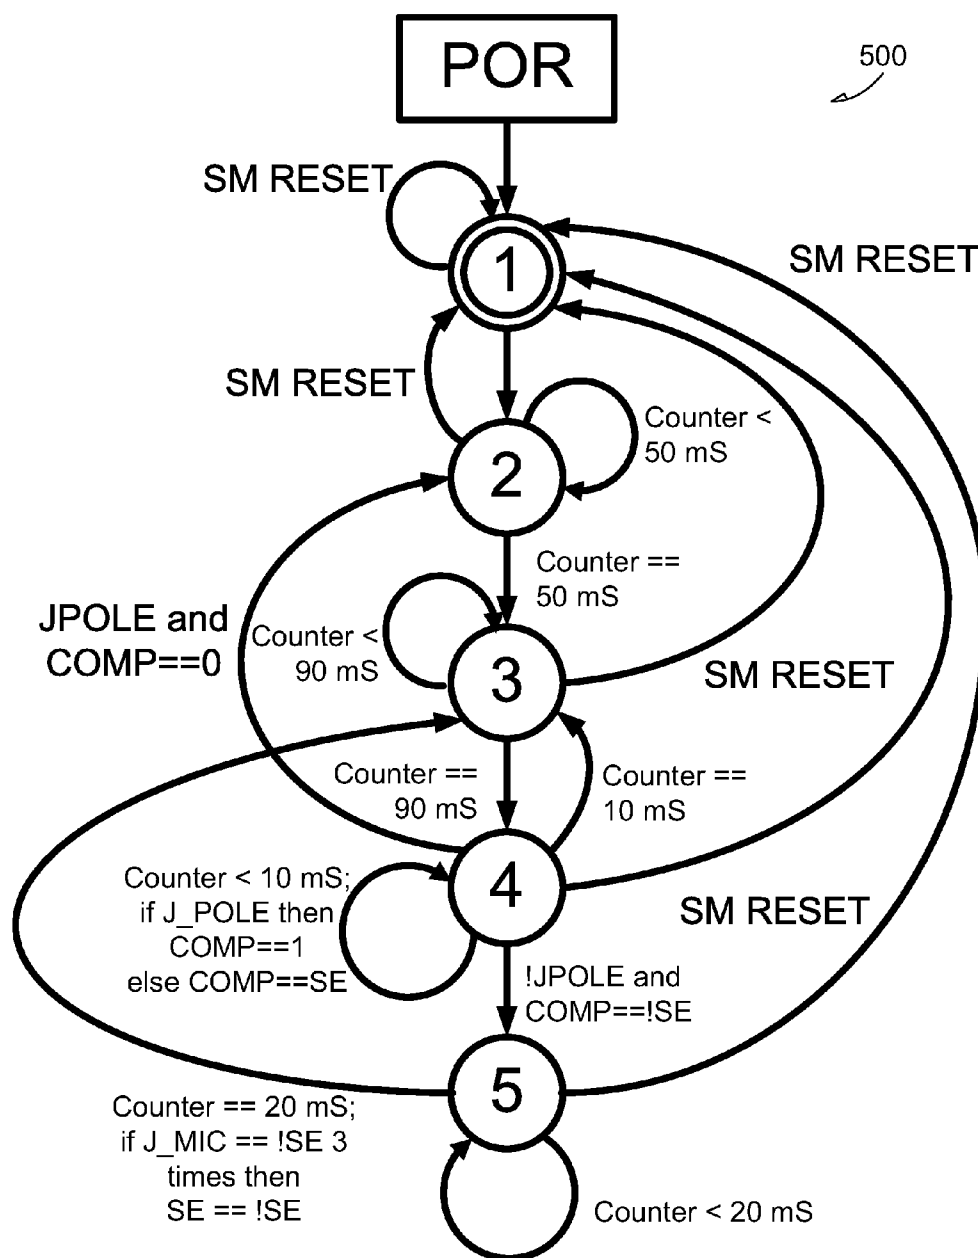 POR
500
SM RESET
1
SM RESET
SM RESET
Counter <
50 mS
2
Counter ==
50 mS
JPOLE and
COMP==0
Counter <
90 mS
3
SM RESET
Counter ==
90 mS
Counter ==
10 mS
Counter < 10 mS;
if J_POLE then
COMP==1
else COMP==SE
4
SM RESET
!JPOLE and
COMP==!SE
5
Counter == 20 mS;
if J_MIC == !SE 3
times then
SE == !SE
Counter < 20 mS